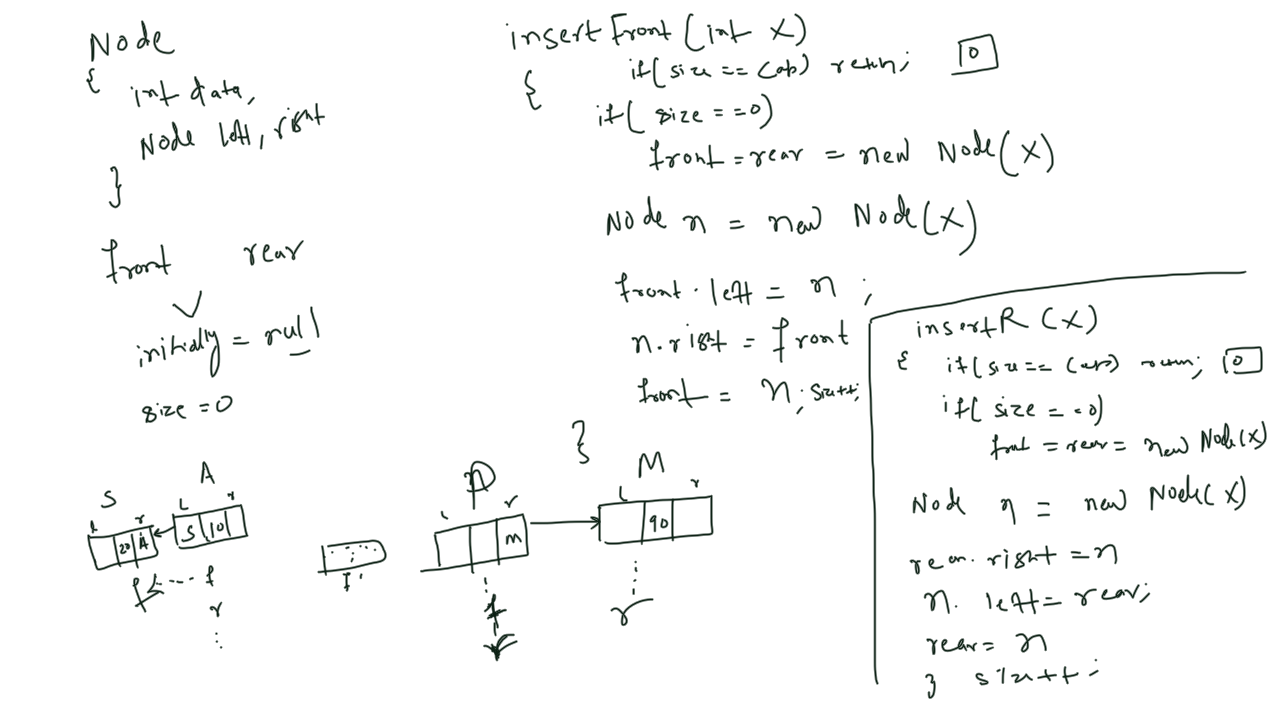 Node
{
int data,
Node left, right
}
front rear
initially = null
size = 0
insertFront (int x)
{ if( size == Cap) return; 0
if( size == 0)
front = rear = new Node(x)
Node n = new Node(x)
front.left = n ;
n.right = front
front = n; size++;
}
insertR (x)
{ if(size == Cap) return; 0
if( size == 0)
front = rear = new Node(x)
Node n = new Node(x)
rear.right = n
n. left = rear;
rear = n
} size++;
S A
l r L r
20 A S 10
f f
r
P M
l r l r
M 90
f r
r